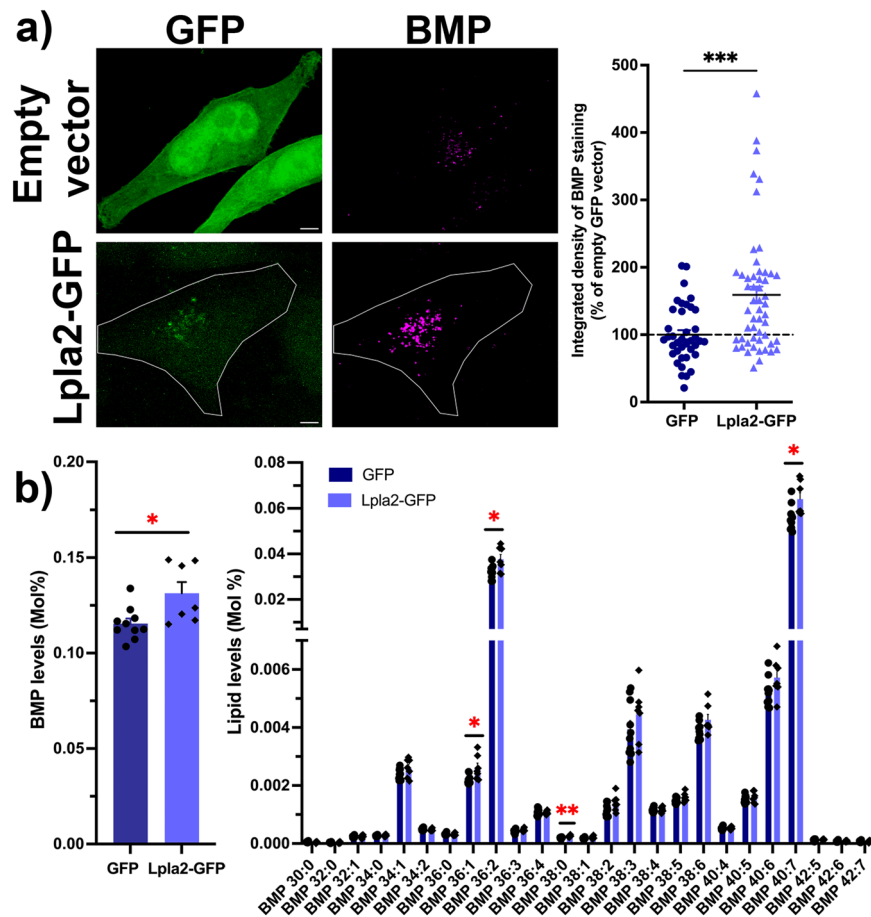 a)
GFP
BMP
Empty
vector
Lpla2-GFP
Integrated density of BMP staining
(% of empty GFP vector)
500
400
300
200
100
0
***
GFP
Lpla2-GFP
b)
BMP levels (Mol%)
0.20
0.15
0.10
0.05
0.00
*
GFP
Lpla2-GFP
Lipid levels (Mol %)
0.08
0.06
0.04
0.02
0.006
0.004
0.002
0.000
GFP
Lpla2-GFP
*
*
**
*
BMP 30:0
BMP 32:0
BMP 32:1
BMP 34:0
BMP 34:1
BMP 34:2
BMP 36:0
BMP 36:1
BMP 36:2
BMP 36:3
BMP 36:4
BMP 38:0
BMP 38:1
BMP 38:2
BMP 38:3
BMP 38:4
BMP 38:5
BMP 38:6
BMP 40:4
BMP 40:5
BMP 40:6
BMP 40:7
BMP 42:5
BMP 42:6
BMP 42:7